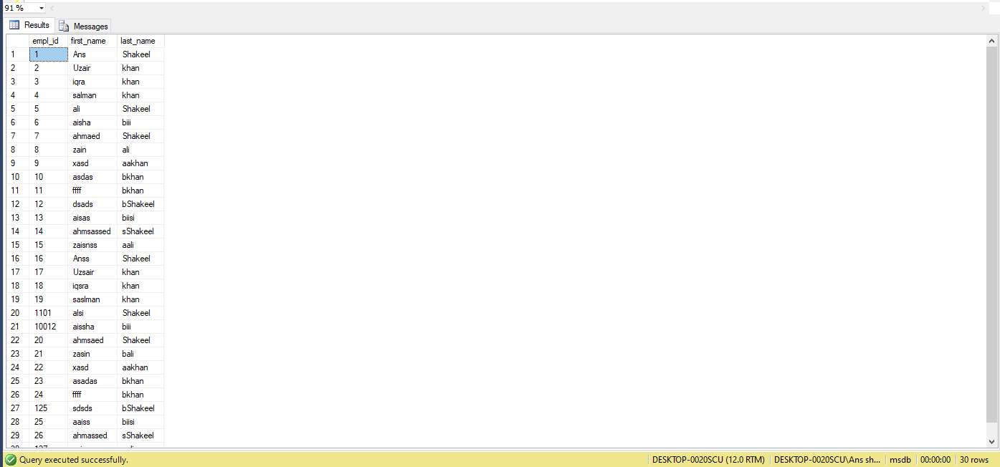 91 %
Results Messages
empl_id first_name last_name
1 1 Ans Shakeel
2 2 Uzair khan
3 3 iqra khan
4 4 salman khan
5 5 ali Shakeel
6 6 aisha biii
7 7 ahmaed Shakeel
8 8 zain ali
9 9 xasd aakhan
10 10 asdas bkhan
11 11 ffff bkhan
12 12 dsads bShakeel
13 13 aisas biisi
14 14 ahmsassed sShakeel
15 15 zaisnss aali
16 16 Anss Shakeel
17 17 Uzsair khan
18 18 iqsra khan
19 19 saslman khan
20 1101 alsi Shakeel
21 10012 aissha biii
22 20 ahmsaed Shakeel
23 21 zasin bali
24 22 xasd aakhan
25 23 asadas bkhan
26 24 ffff bkhan
27 125 sdsds bShakeel
28 25 aaiss biisi
29 26 ahmassed sShakeel
Query executed successfully. DESKTOP-0020SCU (12.0 RTM) DESKTOP-0020SCU\Ans sh... msdb 00:00:00 30 rows